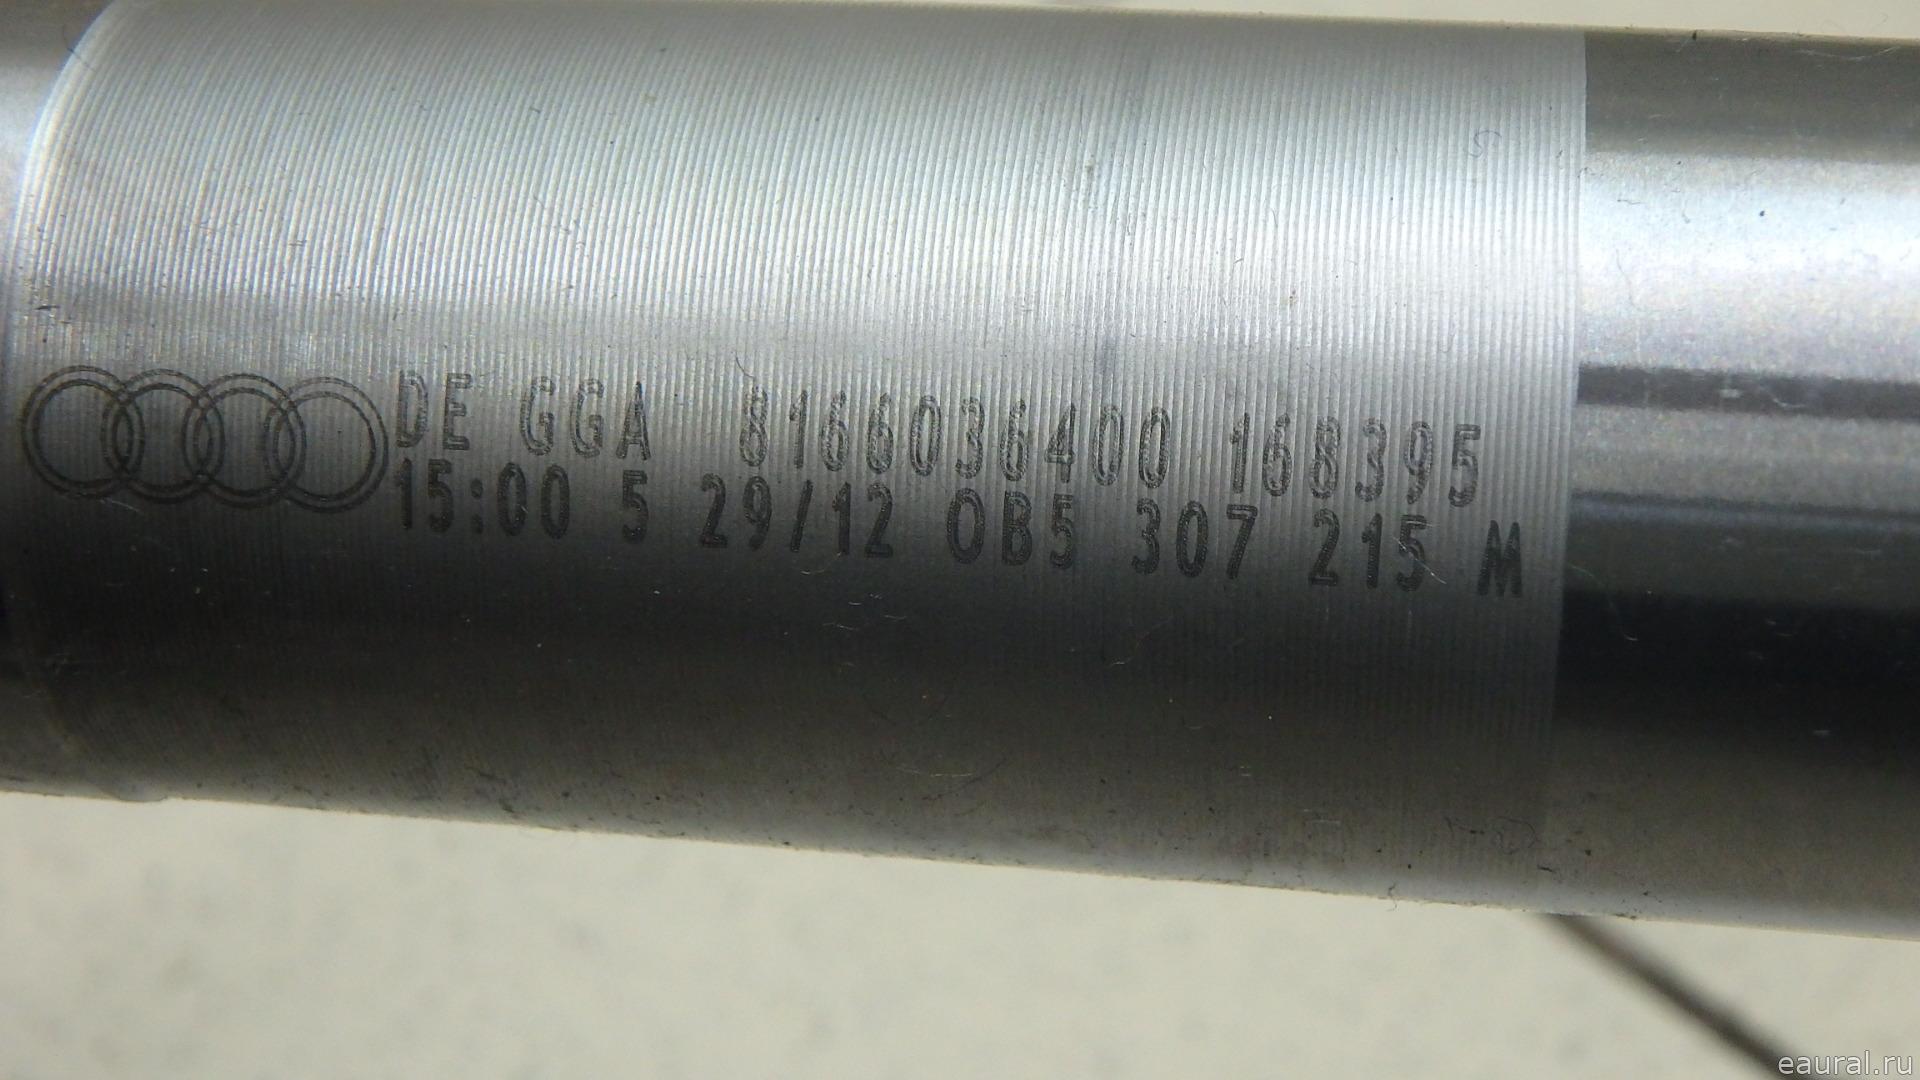 DE GGA 8166036400 168395
15:00 5 29/12 0B5 307 215 M
eaural.ru